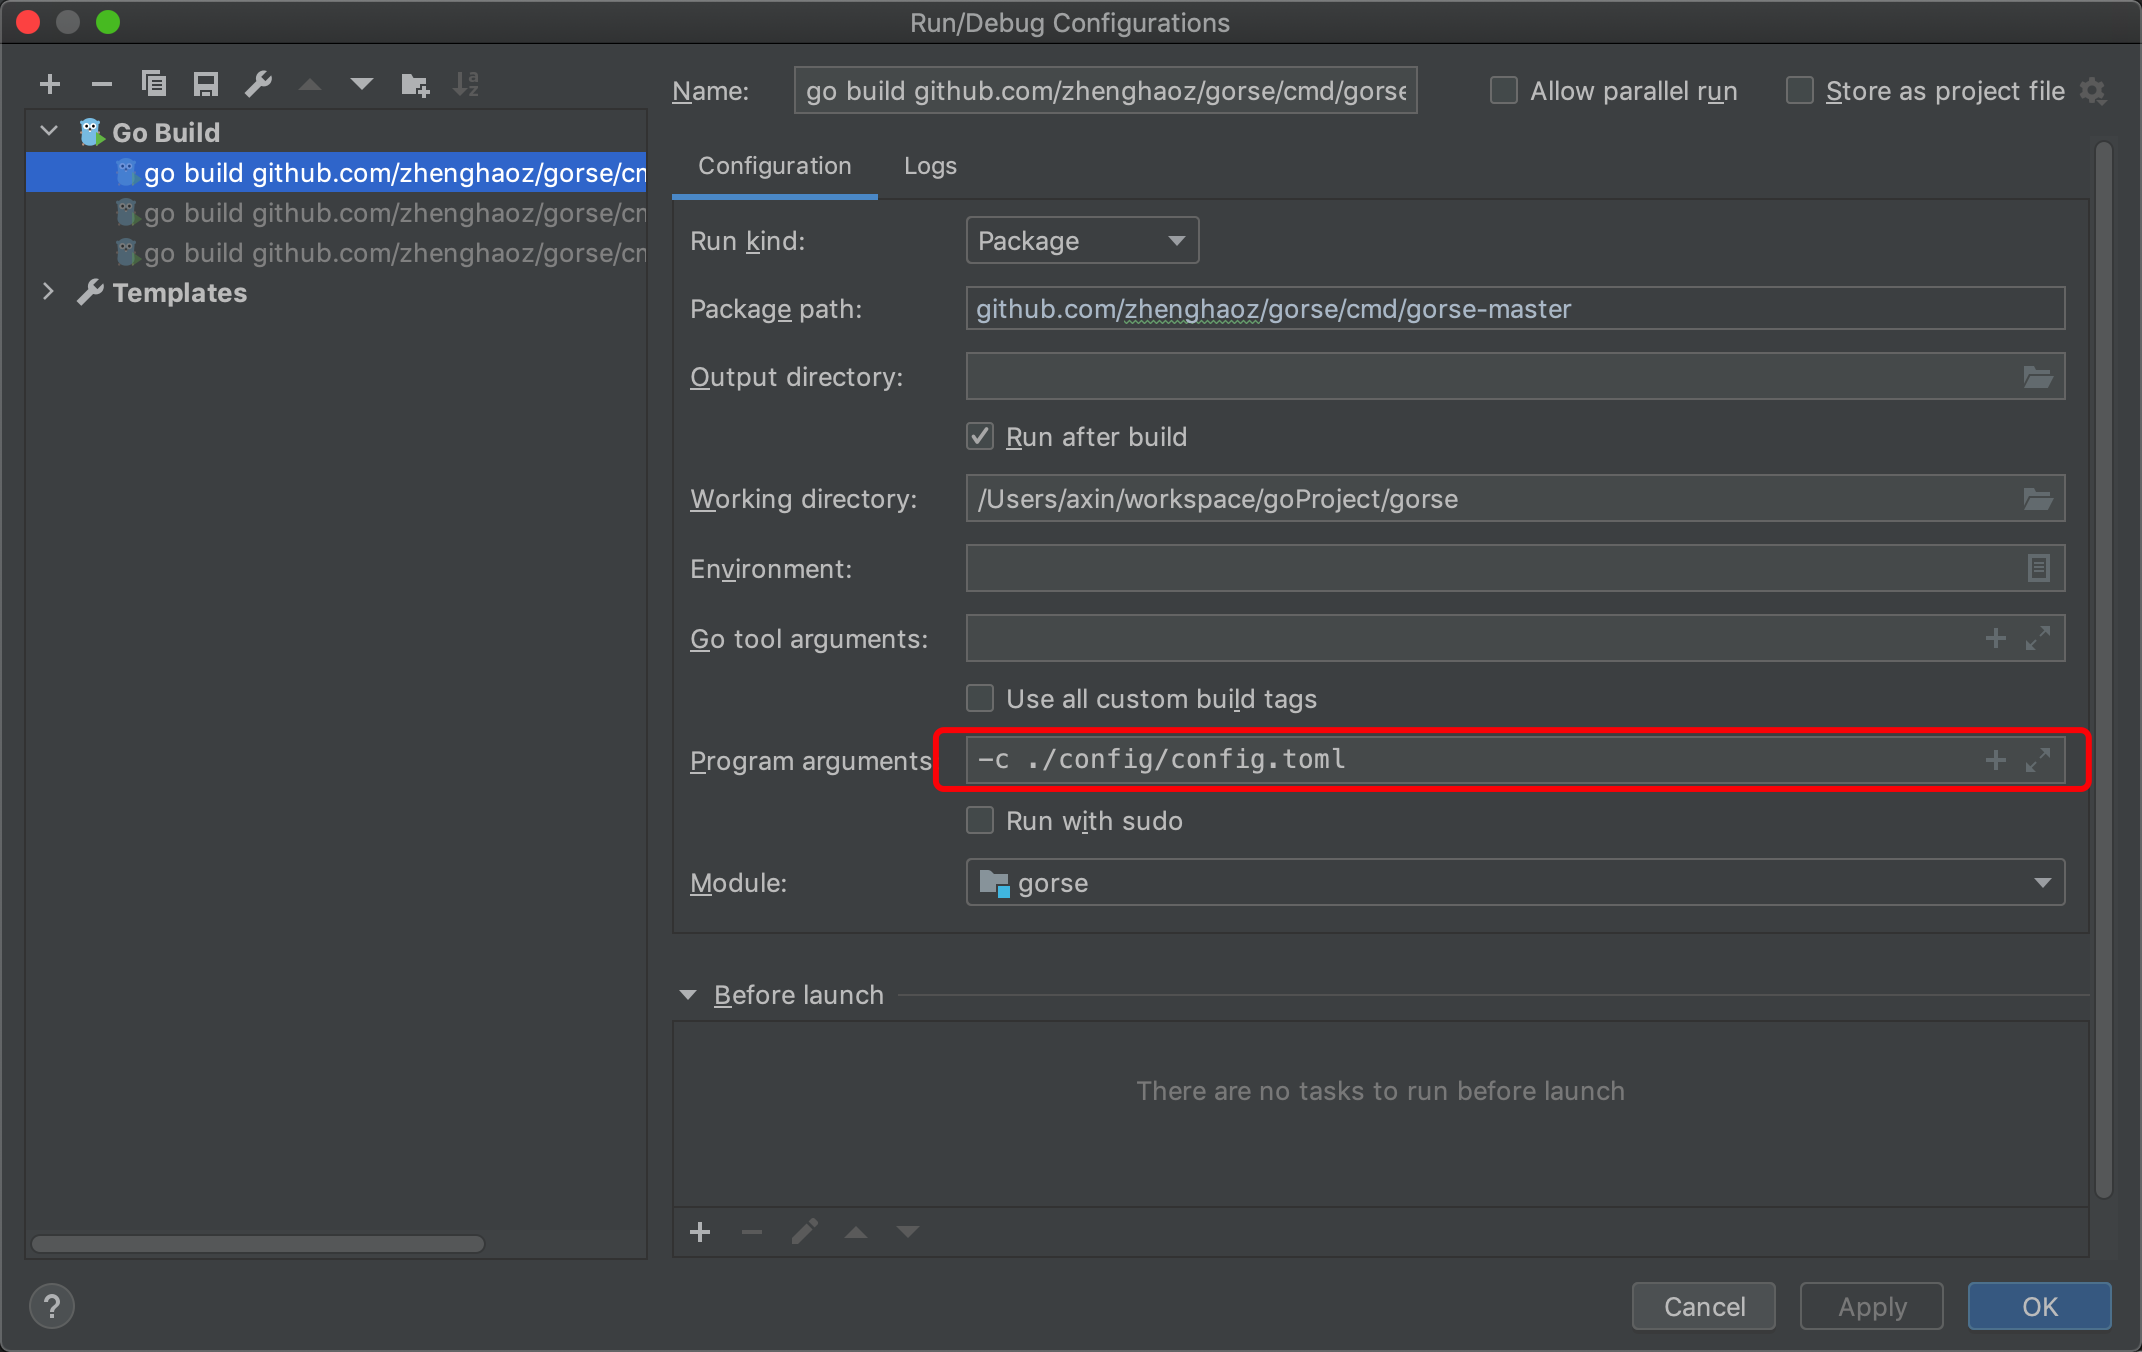 Run/Debug Configurations
Name: go build github.com/zhenghaoz/gorse/cmd/gorse
Allow parallel run
Store as project file
Go Build
go build github.com/zhenghaoz/gorse/cm
go build github.com/zhenghaoz/gorse/cm
go build github.com/zhenghaoz/gorse/cm
Templates
Configuration Logs
Run kind: Package
Package path: github.com/zhenghaoz/gorse/cmd/gorse-master
Output directory:
Run after build
Working directory: /Users/axin/workspace/goProject/gorse
Environment:
Go tool arguments:
Use all custom build tags
Program arguments -c ./config/config.toml
Run with sudo
Module: gorse
Before launch
There are no tasks to run before launch
? Cancel Apply OK